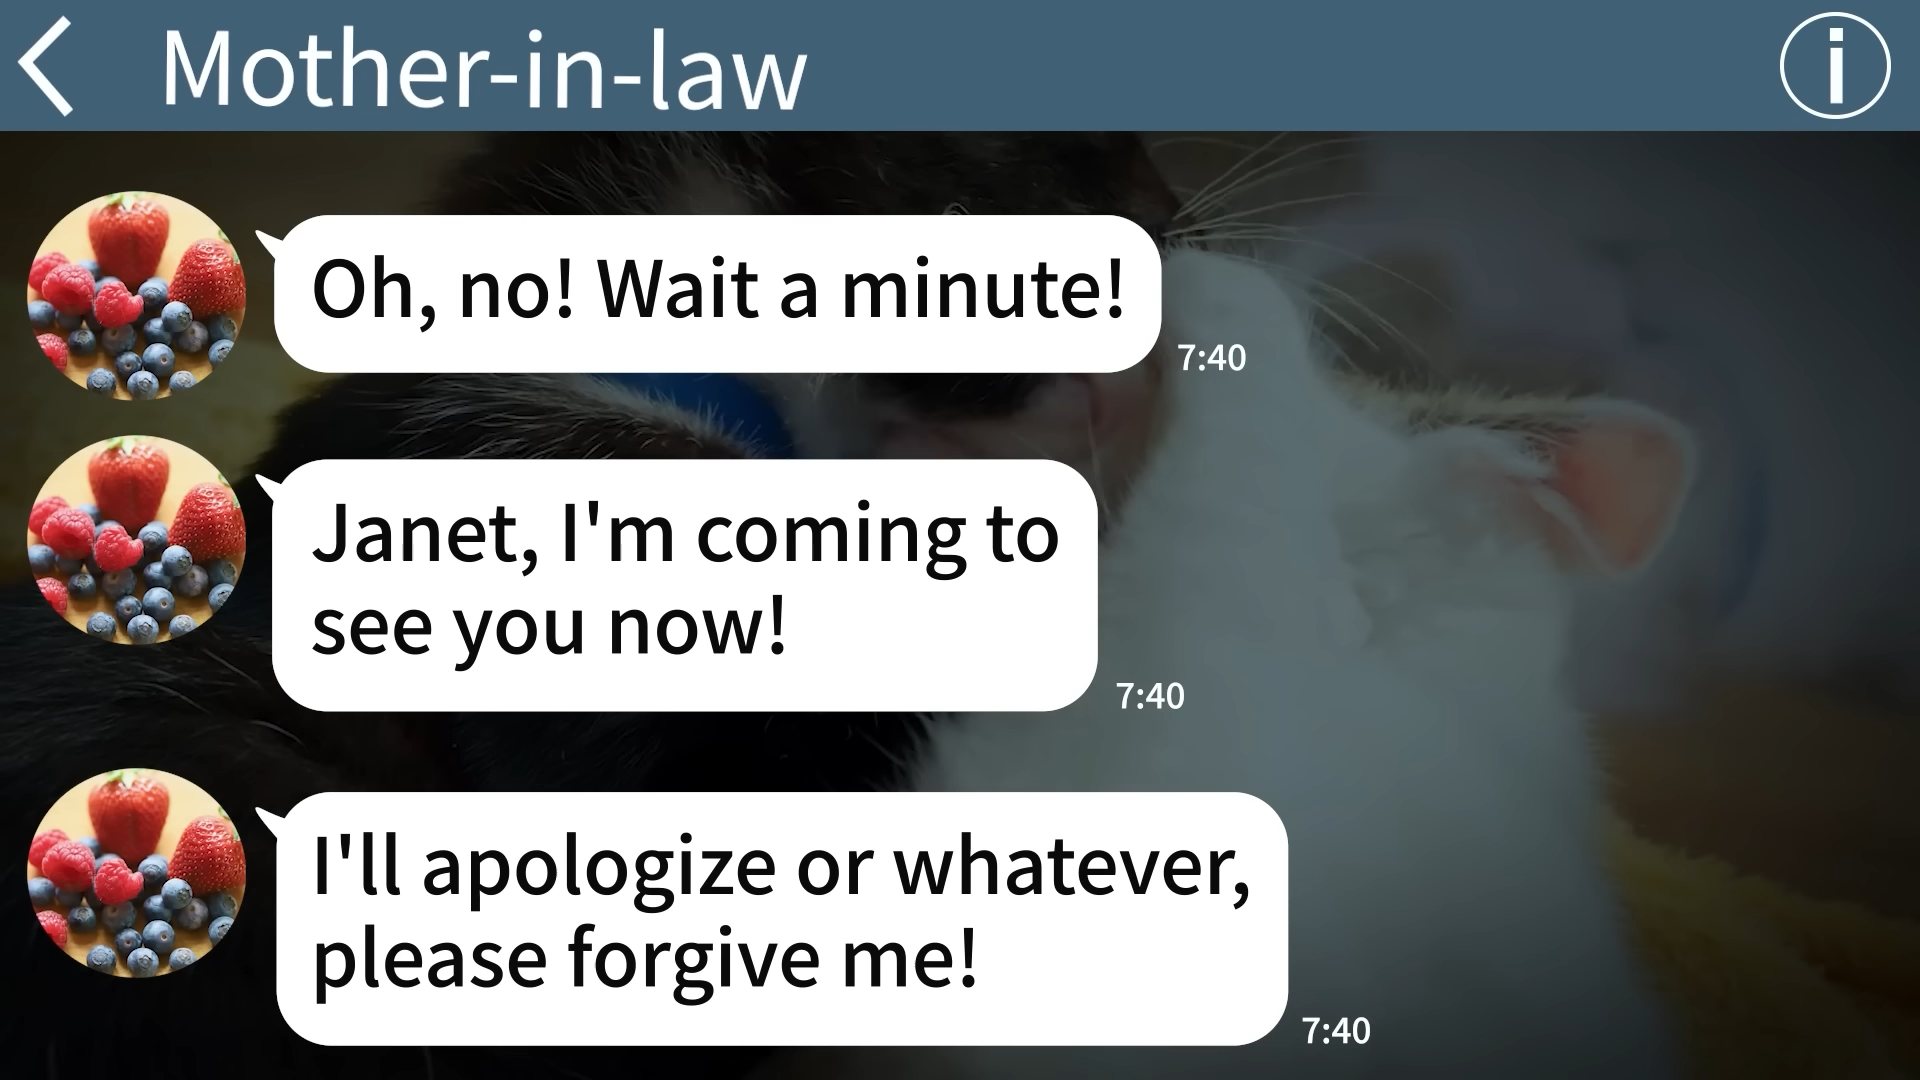 Mother-in-law
Oh, no! Wait a minute!
7:40
Janet, I'm coming to
see you now!
7:40
I'll apologize or whatever,
please forgive me!
7:40